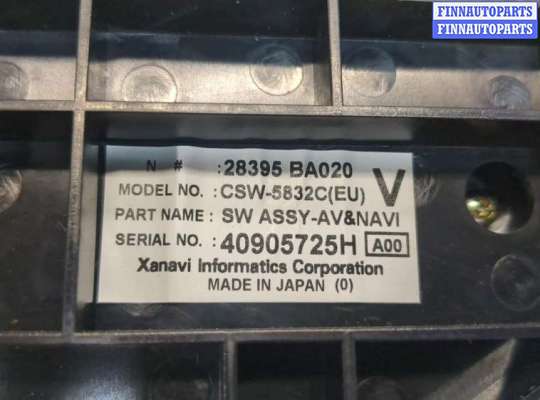 FINNAUTOPARTS
FINNAUTOPARTS
N # : 28395 BA020
MODEL NO. : CSW-5832C(EU) V
PART NAME : SW ASSY-AV&NAVI
SERIAL NO. : 40905725H A00
Xanavi Informatics Corporation
MADE IN JAPAN (0)